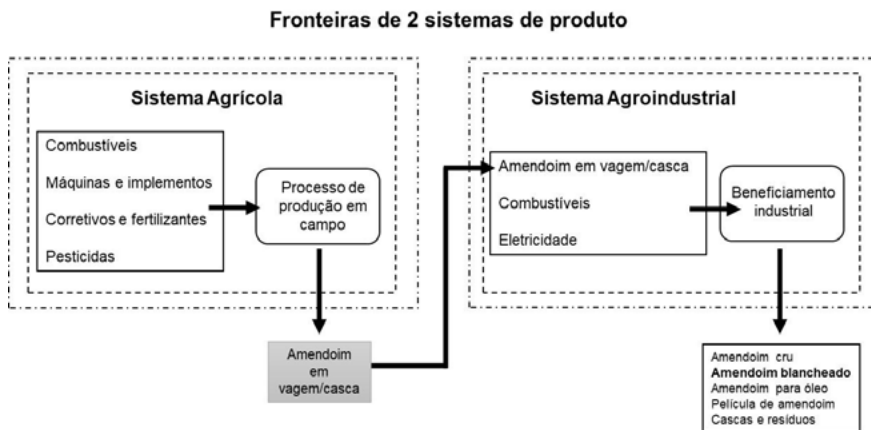 Fronteiras de 2 sistemas de produto
Sistema Agrícola
Combustíveis
Máquinas e implementos
Corretivos e fertilizantes
Pesticidas
Processo de
produção em
campo
Amendoim
em
vagem/casca
Sistema Agroindustrial
Amendoim em vagem/casca
Combustíveis
Eletricidade
Beneficiamento
industrial
Amendoim cru
Amendoim blancheado
Amendoim para óleo
Película de amendoim
Cascas e resíduos